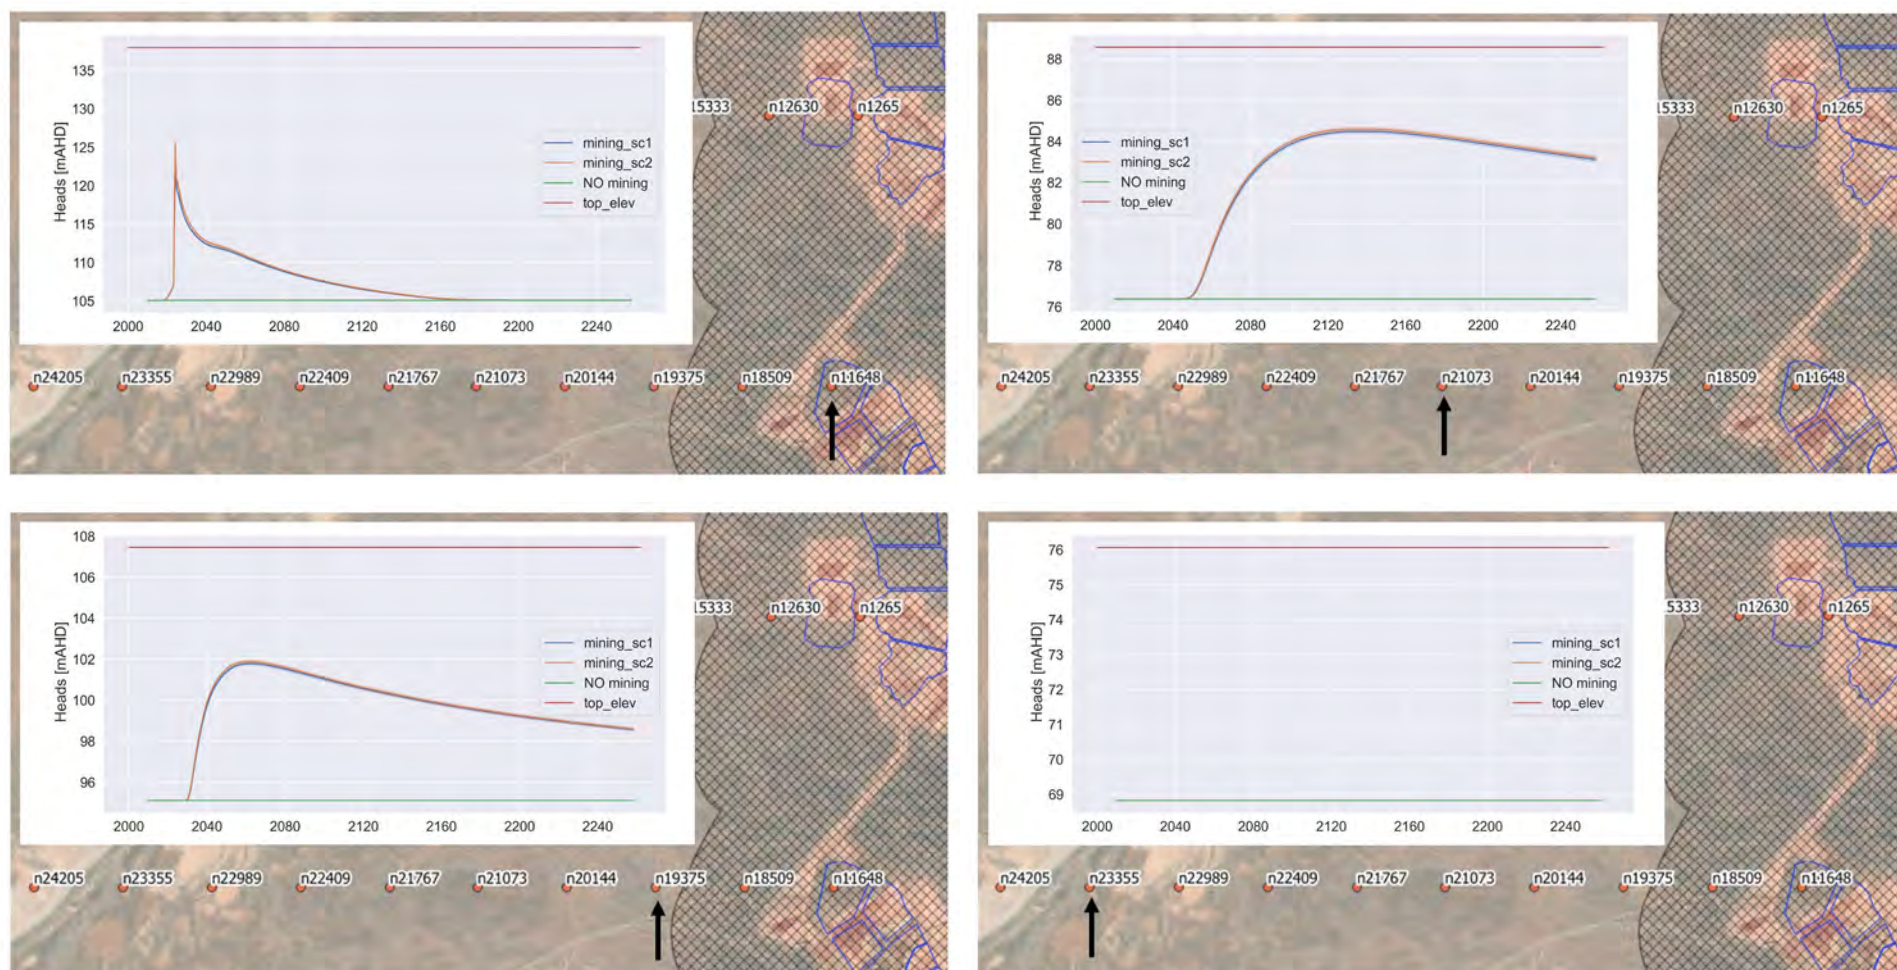 135
130
125
120
115
110
105
Heads [mAHD]
mining_sc1
mining_sc2
NO mining
top_elev
2000 2040 2080 2120 2160 2200 2240
15333 n12630 n1265
n24205 n23355 n22989 n22409 n21767 n21073 n20144 n19375 n18509 n11648
88
86
84
82
80
78
76
Heads [mAHD]
mining_sc1
mining_sc2
NO mining
top_elev
2000 2040 2080 2120 2160 2200 2240
15333 n12630 n1265
n24205 n23355 n22989 n22409 n21767 n21073 n20144 n19375 n18509 n11648
108
106
104
102
100
98
96
Heads [mAHD]
mining_sc1
mining_sc2
NO mining
top_elev
2000 2040 2080 2120 2160 2200 2240
15333 n12630 n1265
n24205 n23355 n22989 n22409 n21767 n21073 n20144 n19375 n18509 n11648
76
75
74
73
72
71
70
69
Heads [mAHD]
mining_sc1
mining_sc2
NO mining
top_elev
2000 2040 2080 2120 2160 2200 2240
15333 n12630 n1265
n24205 n23355 n22989 n22409 n21767 n21073 n20144 n19375 n18509 n11648